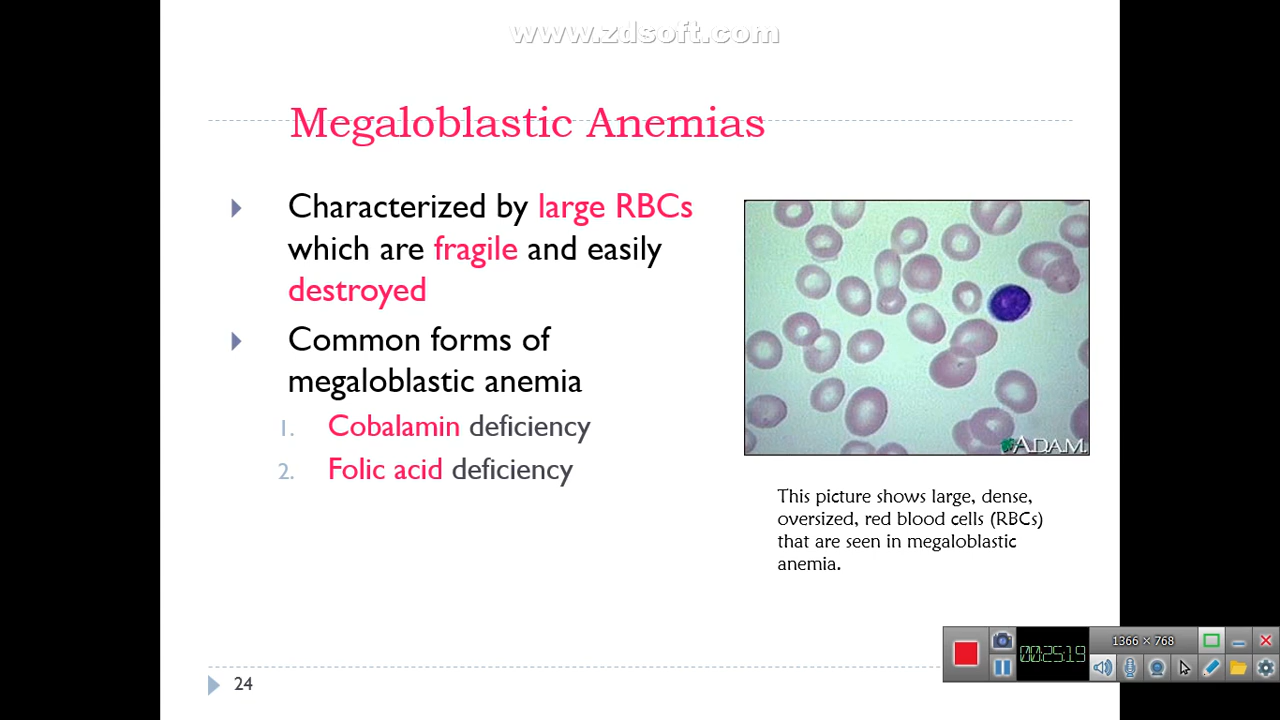 www.zdsoft.com
Megaloblastic Anemias
Characterized by large RBCs
which are fragile and easily
destroyed
Common forms of
megaloblastic anemia
1. Cobalamin deficiency
2. Folic acid deficiency
ADAM.
This picture shows large, dense,
oversized, red blood cells (RBCs)
that are seen in megaloblastic
anemia.
24
00:25:19
1366 × 768